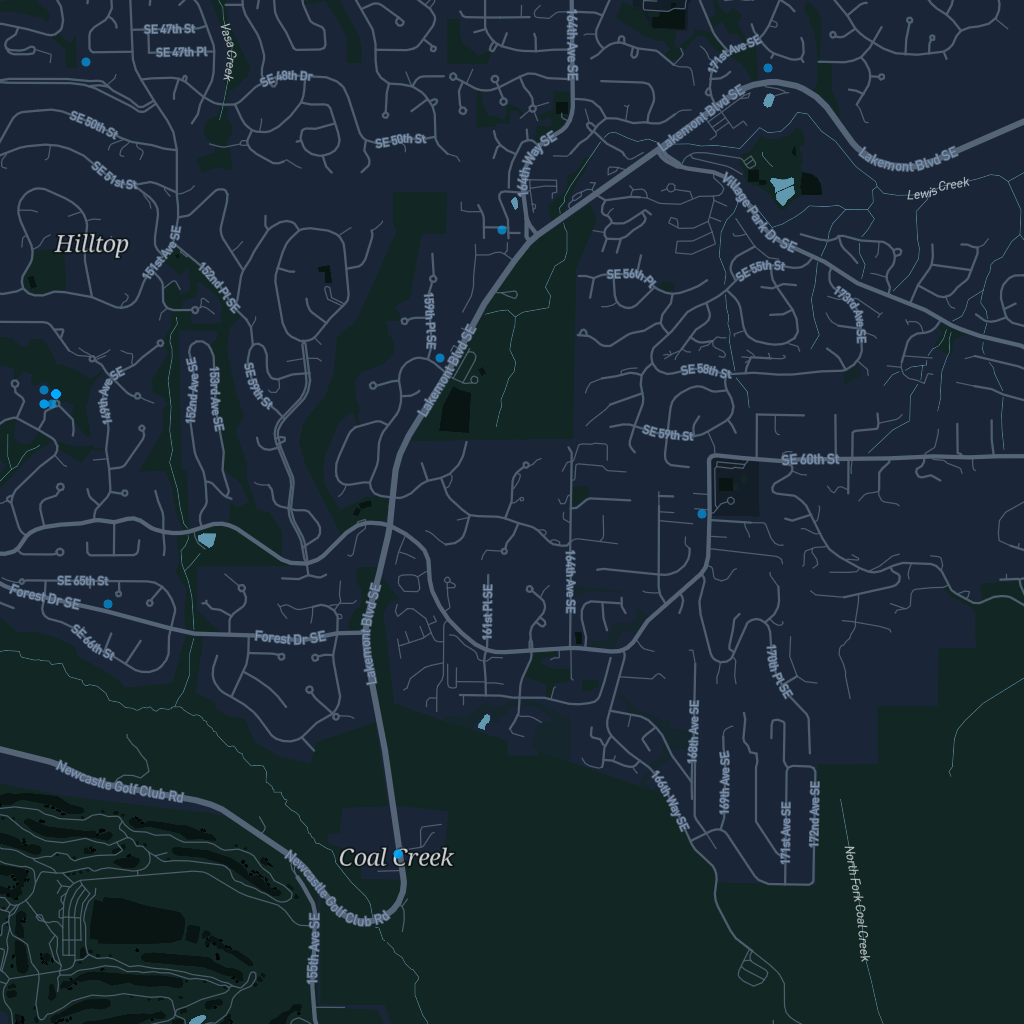 SE 47th St
SE 47th Pl
Vasa Creek
164th Ave SE
171st Ave SE
SE 48th Dr
Lakemont Blvd SE
SE 50th St
SE 50th St
164th Way SE
Lakemont Blvd SE
SE 51st St
Village Park Dr SE
Lewis Creek
Hilltop
151st Ave SE
152nd Pl SE
SE 56th Pl
SE 55th St
173rd Ave SE
159th Pl SE
Lakemont Blvd SE
149th Ave SE
152nd Ave SE
153rd Ave SE
SE 59th St
SE 58th St
SE 59th St
SE 60th St
SE 65th St
Forest Dr SE
164th Ave SE
161st Pl SE
Forest Dr SE
Lakemont Blvd SE
SE 66th St
170th Pl SE
168th Ave SE
Newcastle Golf Club Rd
169th Ave SE
166th Way SE
171st Ave SE
172nd Ave SE
Coal Creek
Newcastle Golf Club Rd
North Fork Coal Creek
155th Ave SE